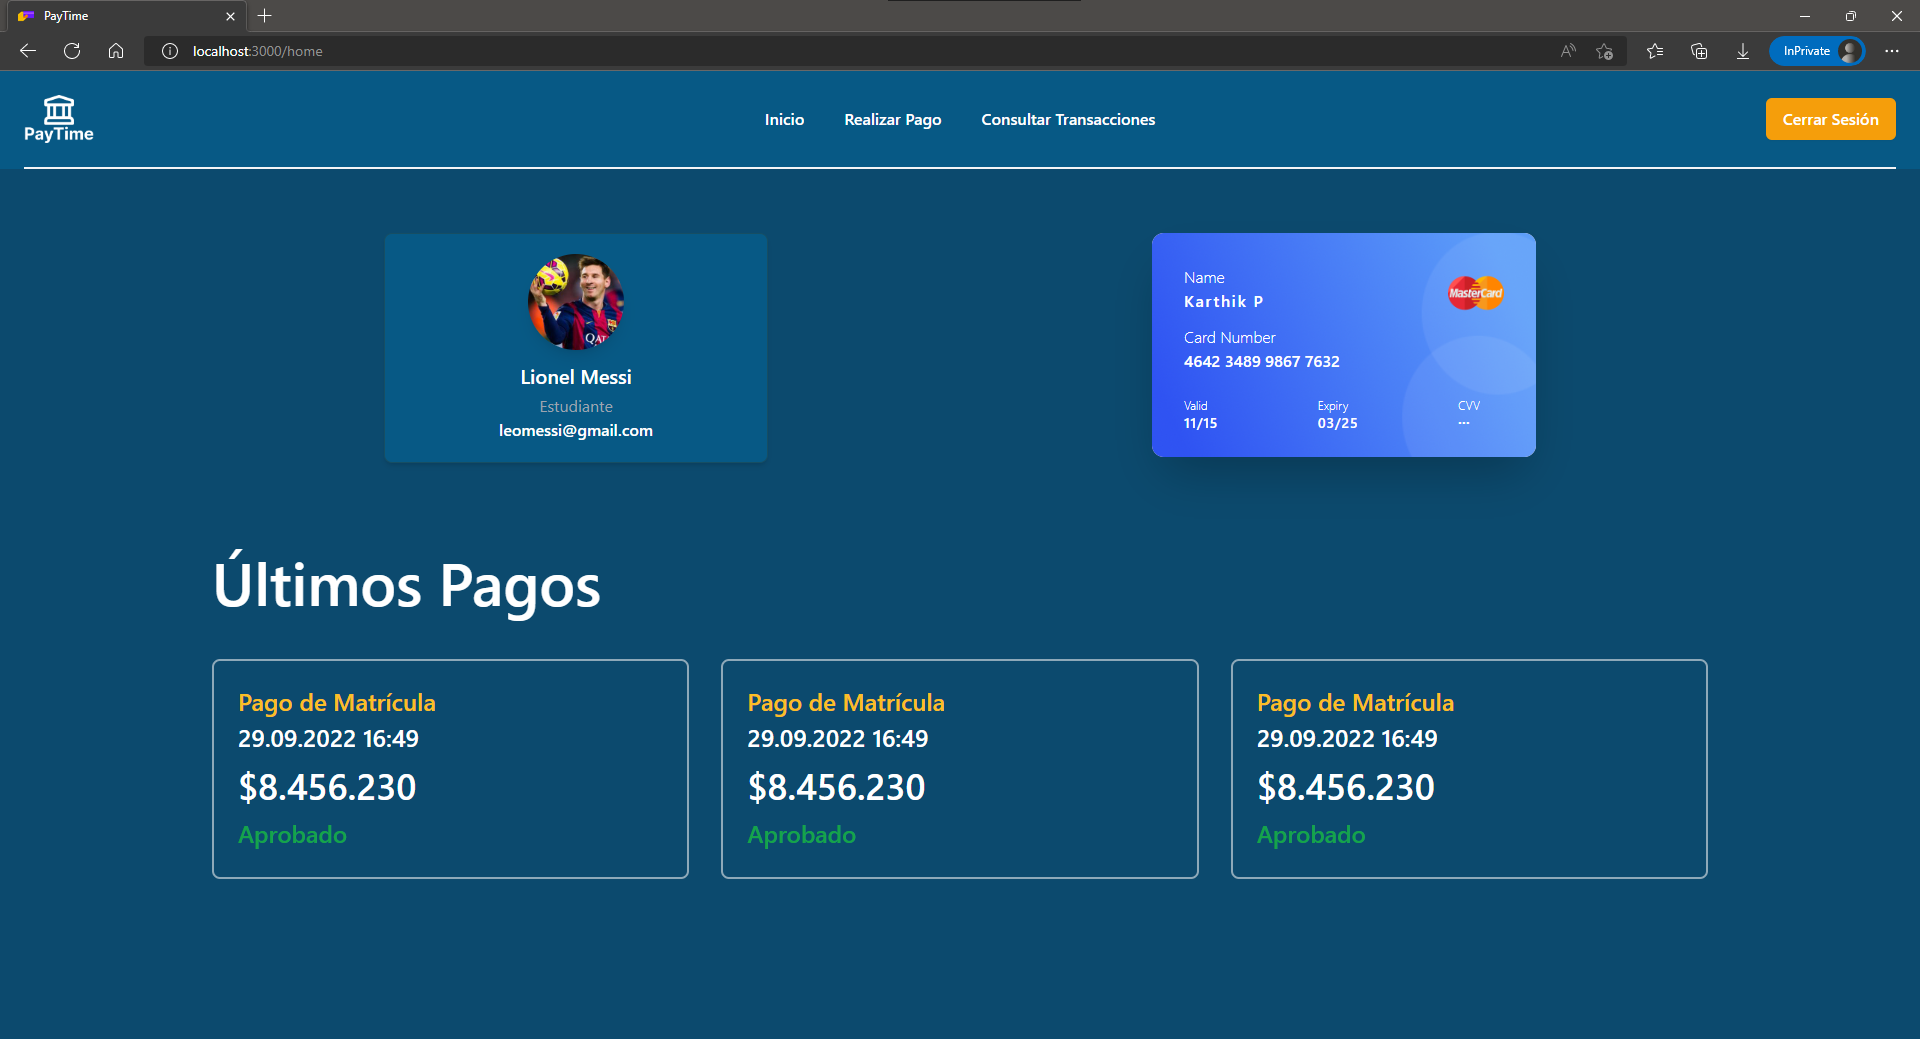 PayTime
localhost:3000/home
InPrivate
PayTime
Inicio
Realizar Pago
Consultar Transacciones
Cerrar Sesión
QAT
Lionel Messi
Estudiante
leomessi@gmail.com
Name
Karthik P
MasterCard
Card Number
4642 3489 9867 7632
Valid
Expiry
CVV
11/15
03/25
···
Últimos Pagos
Pago de Matrícula
29.09.2022 16:49
$8.456.230
Aprobado
Pago de Matrícula
29.09.2022 16:49
$8.456.230
Aprobado
Pago de Matrícula
29.09.2022 16:49
$8.456.230
Aprobado